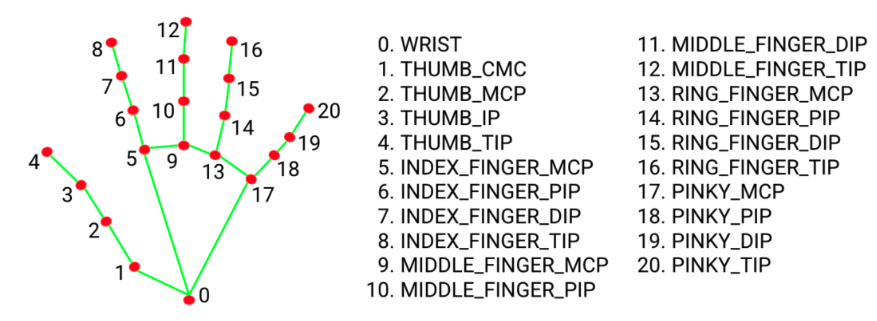 12
8
16
11
7
15
10
6
20
14
19
5
9
4
13
18
3
17
2
1
0
0. WRIST
1. THUMB_CMC
2. THUMB_MCP
3. THUMB_IP
4. THUMB_TIP
5. INDEX_FINGER_MCP
6. INDEX_FINGER_PIP
7. INDEX_FINGER_DIP
8. INDEX_FINGER_TIP
9. MIDDLE_FINGER_MCP
10. MIDDLE_FINGER_PIP
11. MIDDLE_FINGER_DIP
12. MIDDLE_FINGER_TIP
13. RING_FINGER_MCP
14. RING_FINGER_PIP
15. RING_FINGER_DIP
16. RING_FINGER_TIP
17. PINKY_MCP
18. PINKY_PIP
19. PINKY_DIP
20. PINKY_TIP